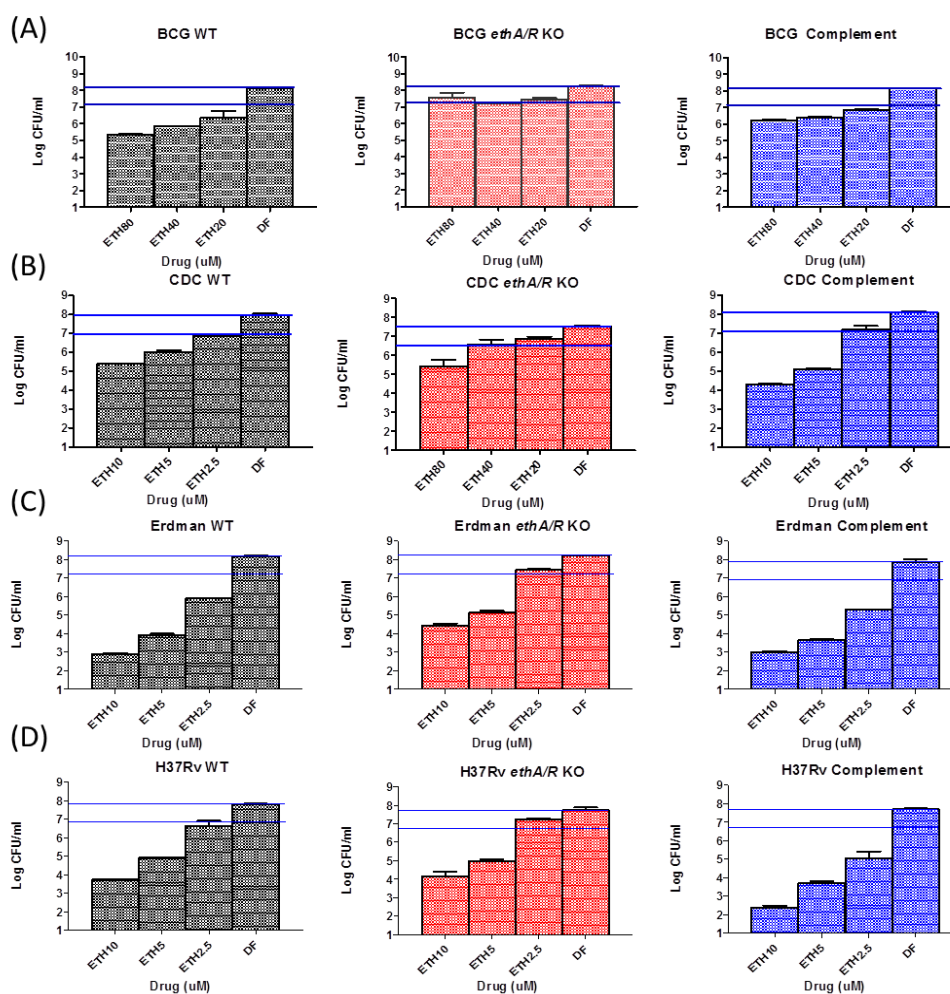 (A)
BCG WT
Log CFU/ml
10
9
8
7
6
5
4
3
2
1
ETH80
ETH40
ETH20
DF
Drug (uM)
BCG ethA/R KO
Log CFU/ml
10
9
8
7
6
5
4
3
2
1
ETH80
ETH40
ETH20
DF
Drug (uM)
BCG Complement
Log CFU/ml
10
9
8
7
6
5
4
3
2
1
ETH80
ETH40
ETH20
DF
Drug (uM)
(B)
CDC WT
Log CFU/ml
9
8
7
6
5
4
3
2
1
ETH10
ETH5
ETH2.5
DF
Drug (uM)
CDC ethA/R KO
Log CFU/ml
9
8
7
6
5
4
3
2
1
ETH80
ETH40
ETH20
DF
Drug (uM)
CDC Complement
Log CFU/ml
9
8
7
6
5
4
3
2
1
ETH10
ETH5
ETH2.5
DF
Drug (uM)
(C)
Erdman WT
Log CFU/ml
9
8
7
6
5
4
3
2
1
ETH10
ETH5
ETH2.5
DF
Drug (uM)
Erdman ethA/R KO
Log CFU/ml
9
8
7
6
5
4
3
2
1
ETH10
ETH5
ETH2.5
DF
Drug (uM)
Erdman Complement
Log CFU/ml
9
8
7
6
5
4
3
2
1
ETH10
ETH5
ETH2.5
DF
Drug (uM)
(D)
H37Rv WT
Log CFU/ml
9
8
7
6
5
4
3
2
1
ETH10
ETH5
ETH2.5
DF
Drug (uM)
H37Rv ethA/R KO
Log CFU/ml
9
8
7
6
5
4
3
2
1
ETH10
ETH5
ETH2.5
DF
Drug (uM)
H37Rv Complement
Log CFU/ml
9
8
7
6
5
4
3
2
1
ETH10
ETH5
ETH2.5
DF
Drug (uM)